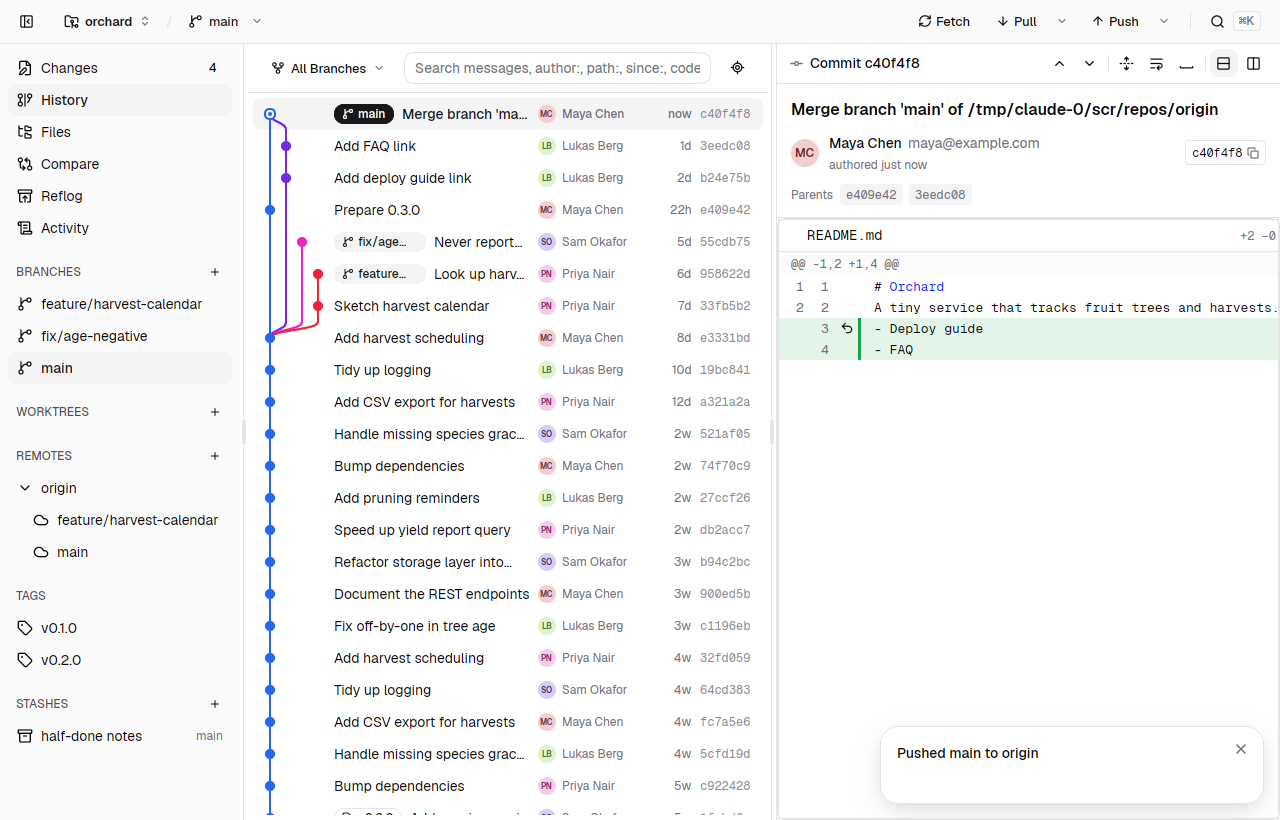 orchard / main Fetch Pull Push ⌘K
Changes 4
History
Files
Compare
Reflog
Activity
BRANCHES
feature/harvest-calendar
fix/age-negative
main
WORKTREES
REMOTES
origin
feature/harvest-calendar
main
TAGS
v0.1.0
v0.2.0
STASHES
half-done notes main
All Branches Search messages, author:, path:, since:, code
main Merge branch 'ma... MC Maya Chen now c40f4f8
Add FAQ link LB Lukas Berg 1d 3eedc08
Add deploy guide link LB Lukas Berg 2d b24e75b
Prepare 0.3.0 MC Maya Chen 22h e409e42
fix/age... Never report... SO Sam Okafor 5d 55cdb75
feature... Look up harv... PN Priya Nair 6d 958622d
Sketch harvest calendar PN Priya Nair 7d 33fb5b2
Add harvest scheduling MC Maya Chen 8d e3331bd
Tidy up logging LB Lukas Berg 10d 19bc841
Add CSV export for harvests PN Priya Nair 12d a321a2a
Handle missing species grac... SO Sam Okafor 2w 521af05
Bump dependencies MC Maya Chen 2w 74f70c9
Add pruning reminders LB Lukas Berg 2w 27ccf26
Speed up yield report query PN Priya Nair 2w db2acc7
Refactor storage layer into... SO Sam Okafor 3w b94c2bc
Document the REST endpoints MC Maya Chen 3w 900ed5b
Fix off-by-one in tree age LB Lukas Berg 3w c1196eb
Add harvest scheduling PN Priya Nair 4w 32fd059
Tidy up logging SO Sam Okafor 4w 64cd383
Add CSV export for harvests MC Maya Chen 4w fc7a5e6
Handle missing species grac... LB Lukas Berg 4w 5cfd19d
Bump dependencies PN Priya Nair 5w c922428
Commit c40f4f8
Merge branch 'main' of /tmp/claude-0/scr/repos/origin
MC Maya Chen maya@example.com
authored just now
c40f4f8
Parents e409e42 3eedc08
README.md +2 −0
@@ -1,2 +1,4 @@
1 1 # Orchard
2 2 A tiny service that tracks fruit trees and harvests.
3 - Deploy guide
4 - FAQ
Pushed main to origin